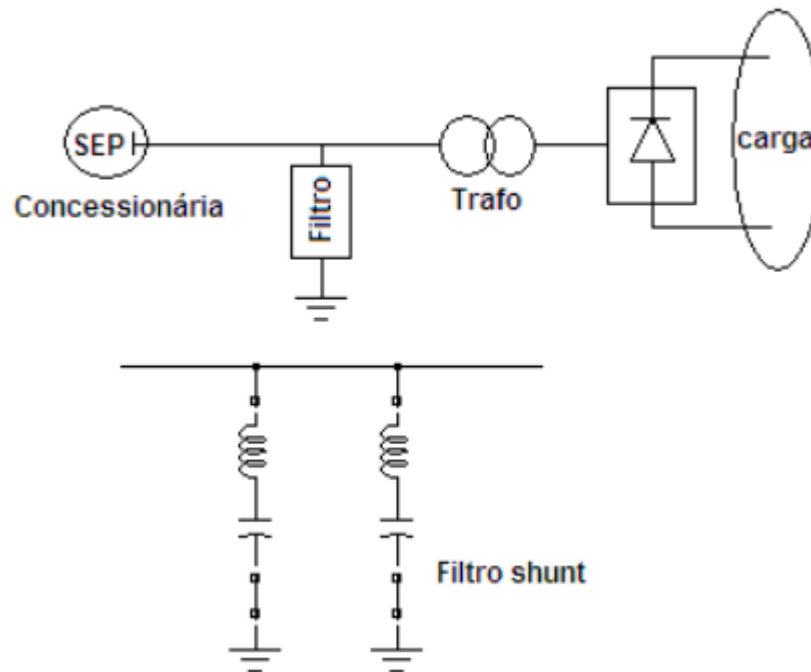 SEP
Concessionária
Filtro
Trafo
carga
Filtro shunt